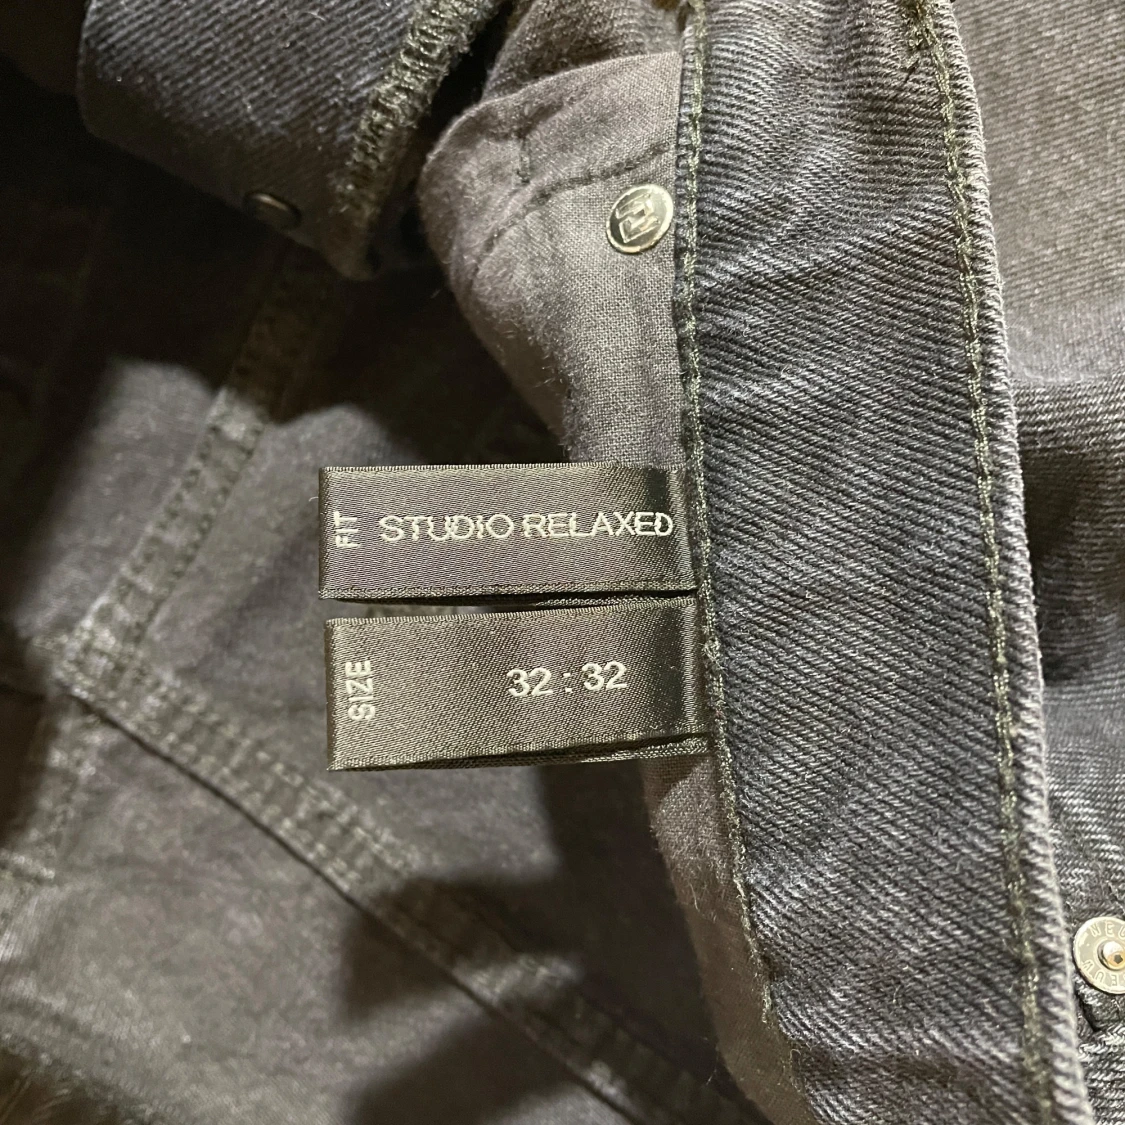 FIT STUDIO RELAXED
SIZE 32 : 32